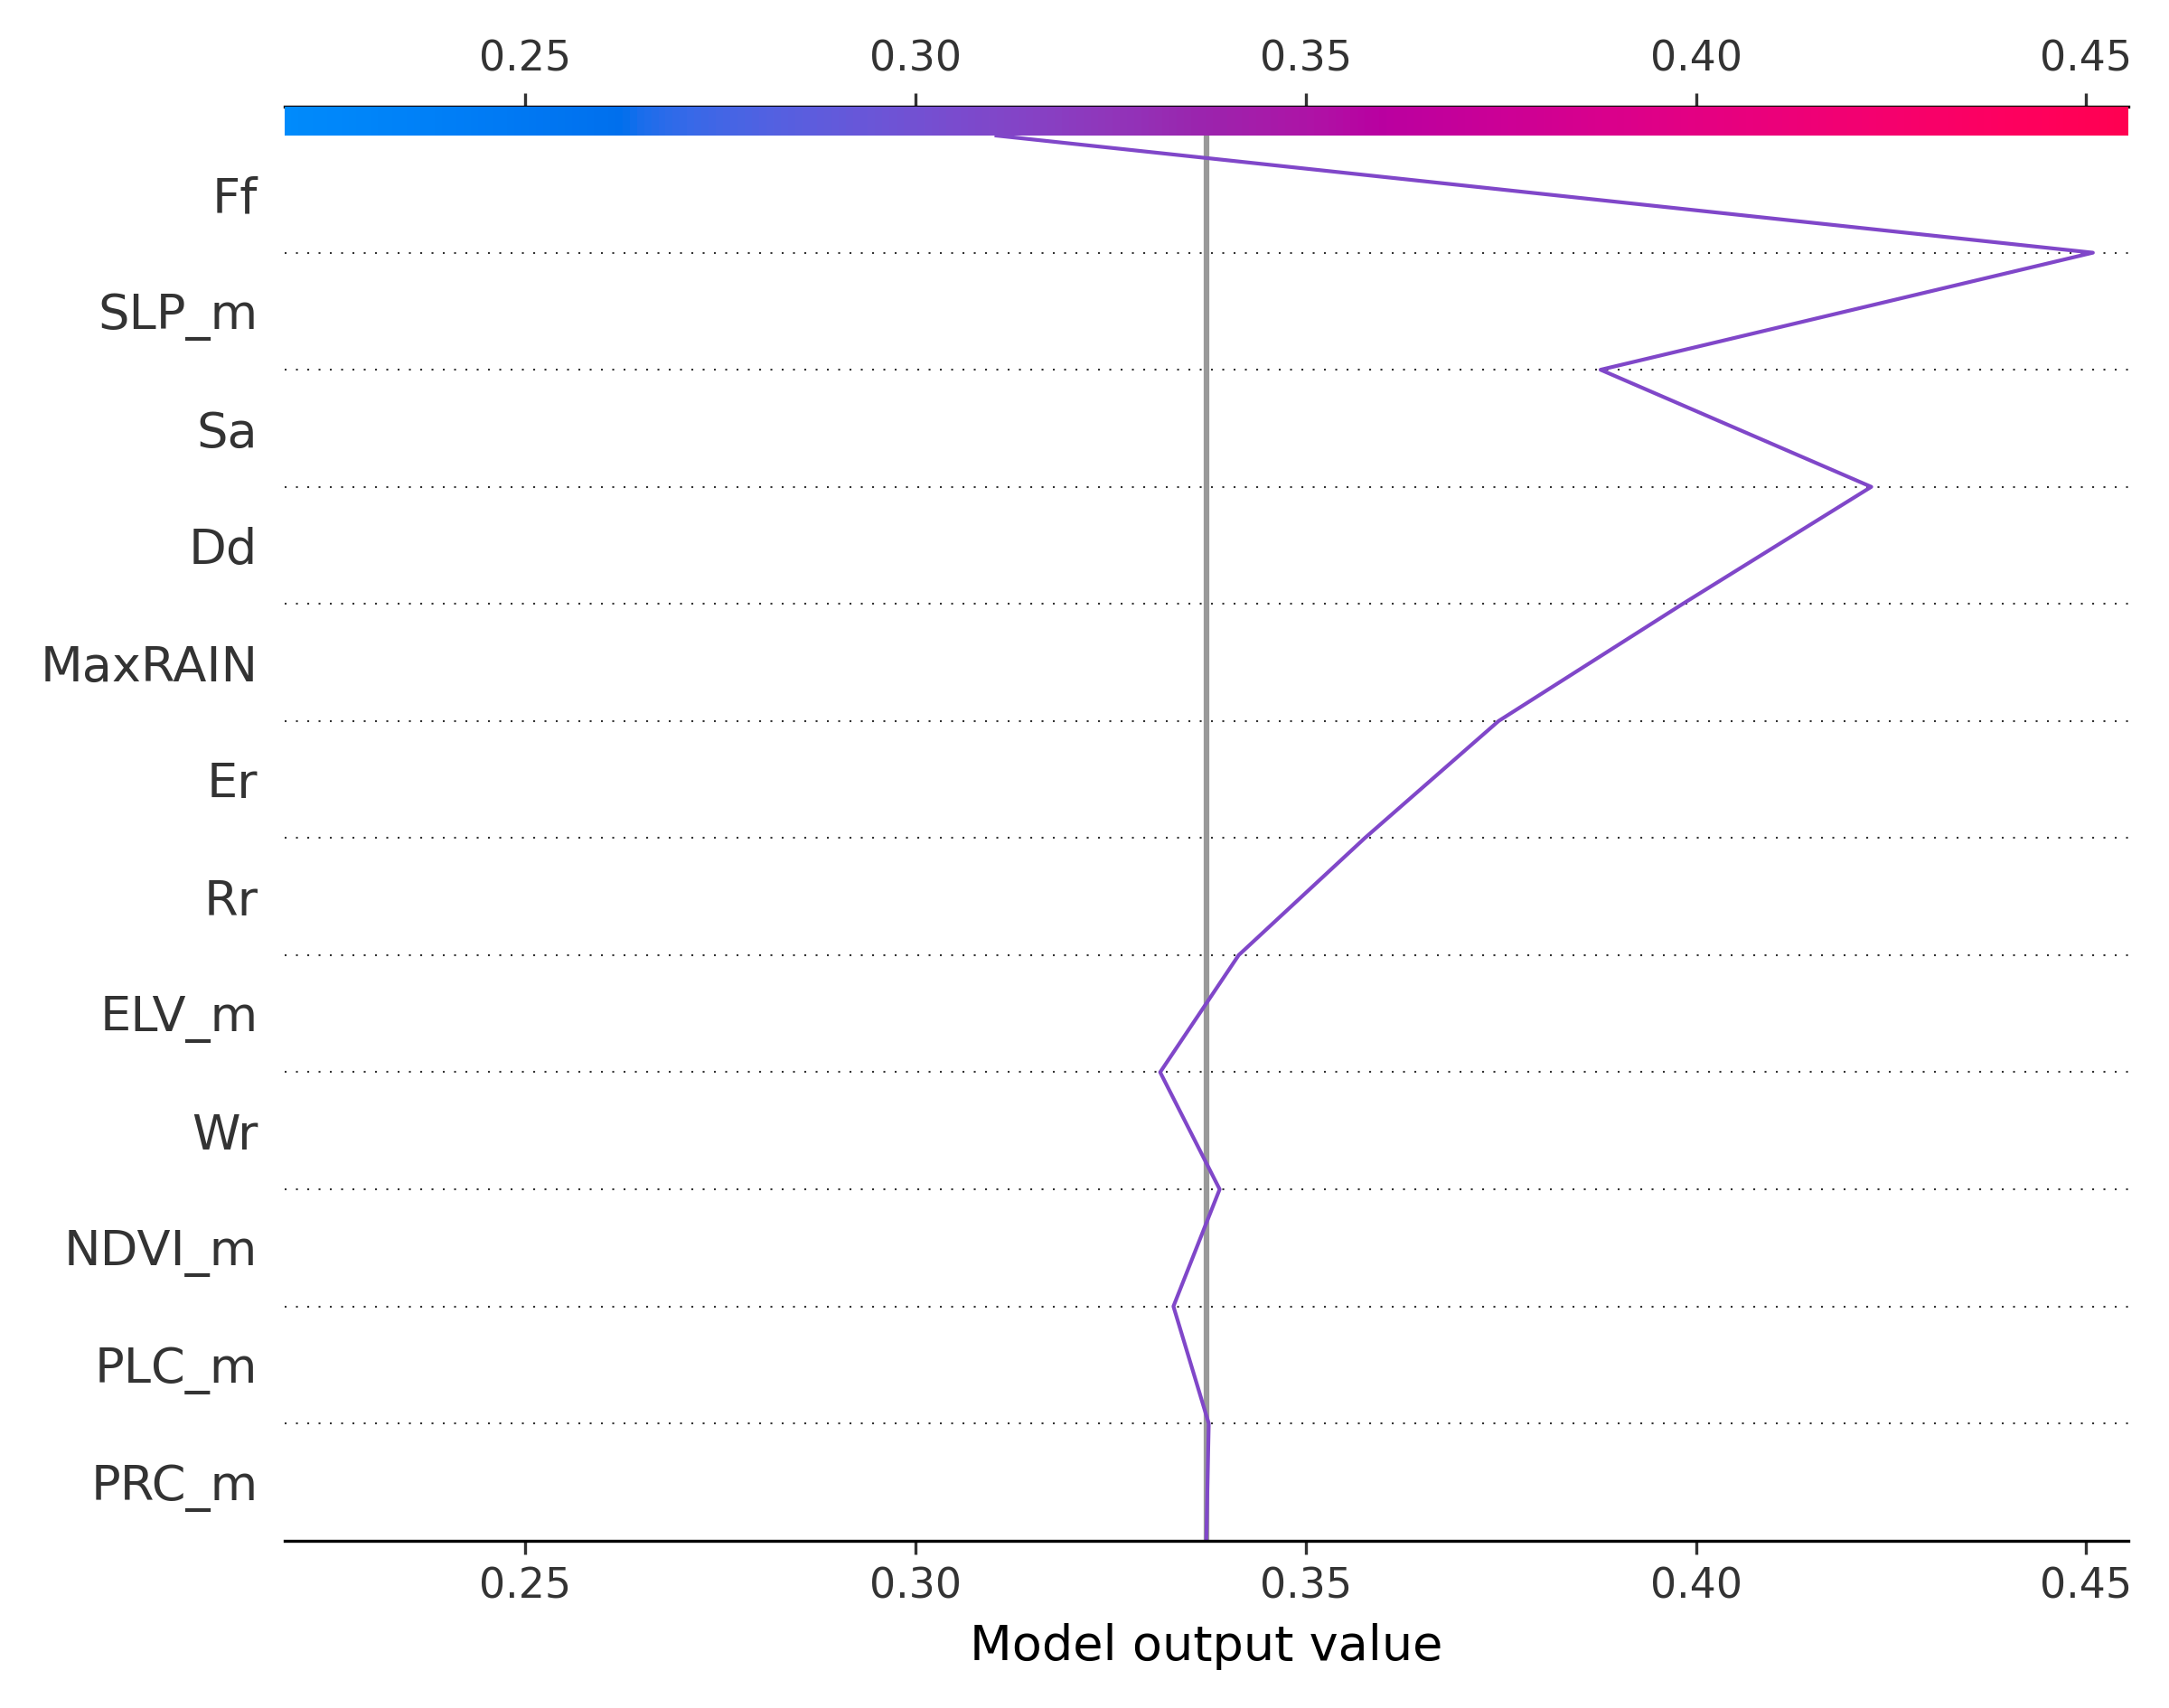 0.25 0.30 0.35 0.40 0.45
Ff
SLP_m
Sa
Dd
MaxRAIN
Er
Rr
ELV_m
Wr
NDVI_m
PLC_m
PRC_m
0.25 0.30 0.35 0.40 0.45
Model output value